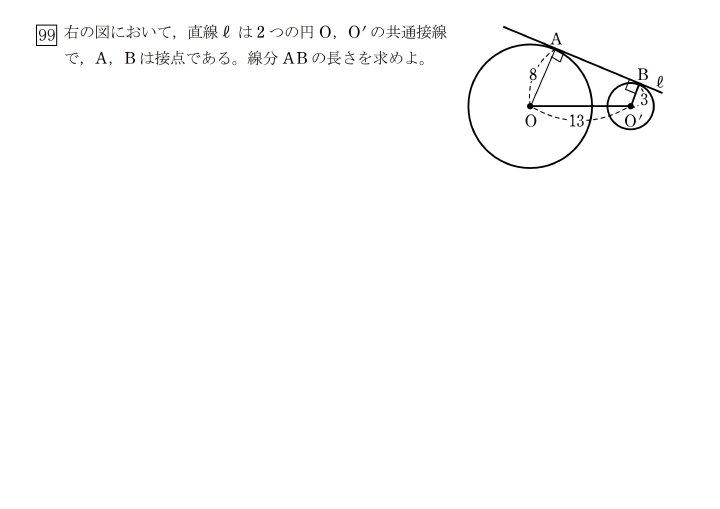 99 右の図において，直線 ℓ は 2 つの円 O，O′ の共通接線
で，A，B は接点である。線分 AB の長さを求めよ。
A
8
B
ℓ
3
O
13
O′